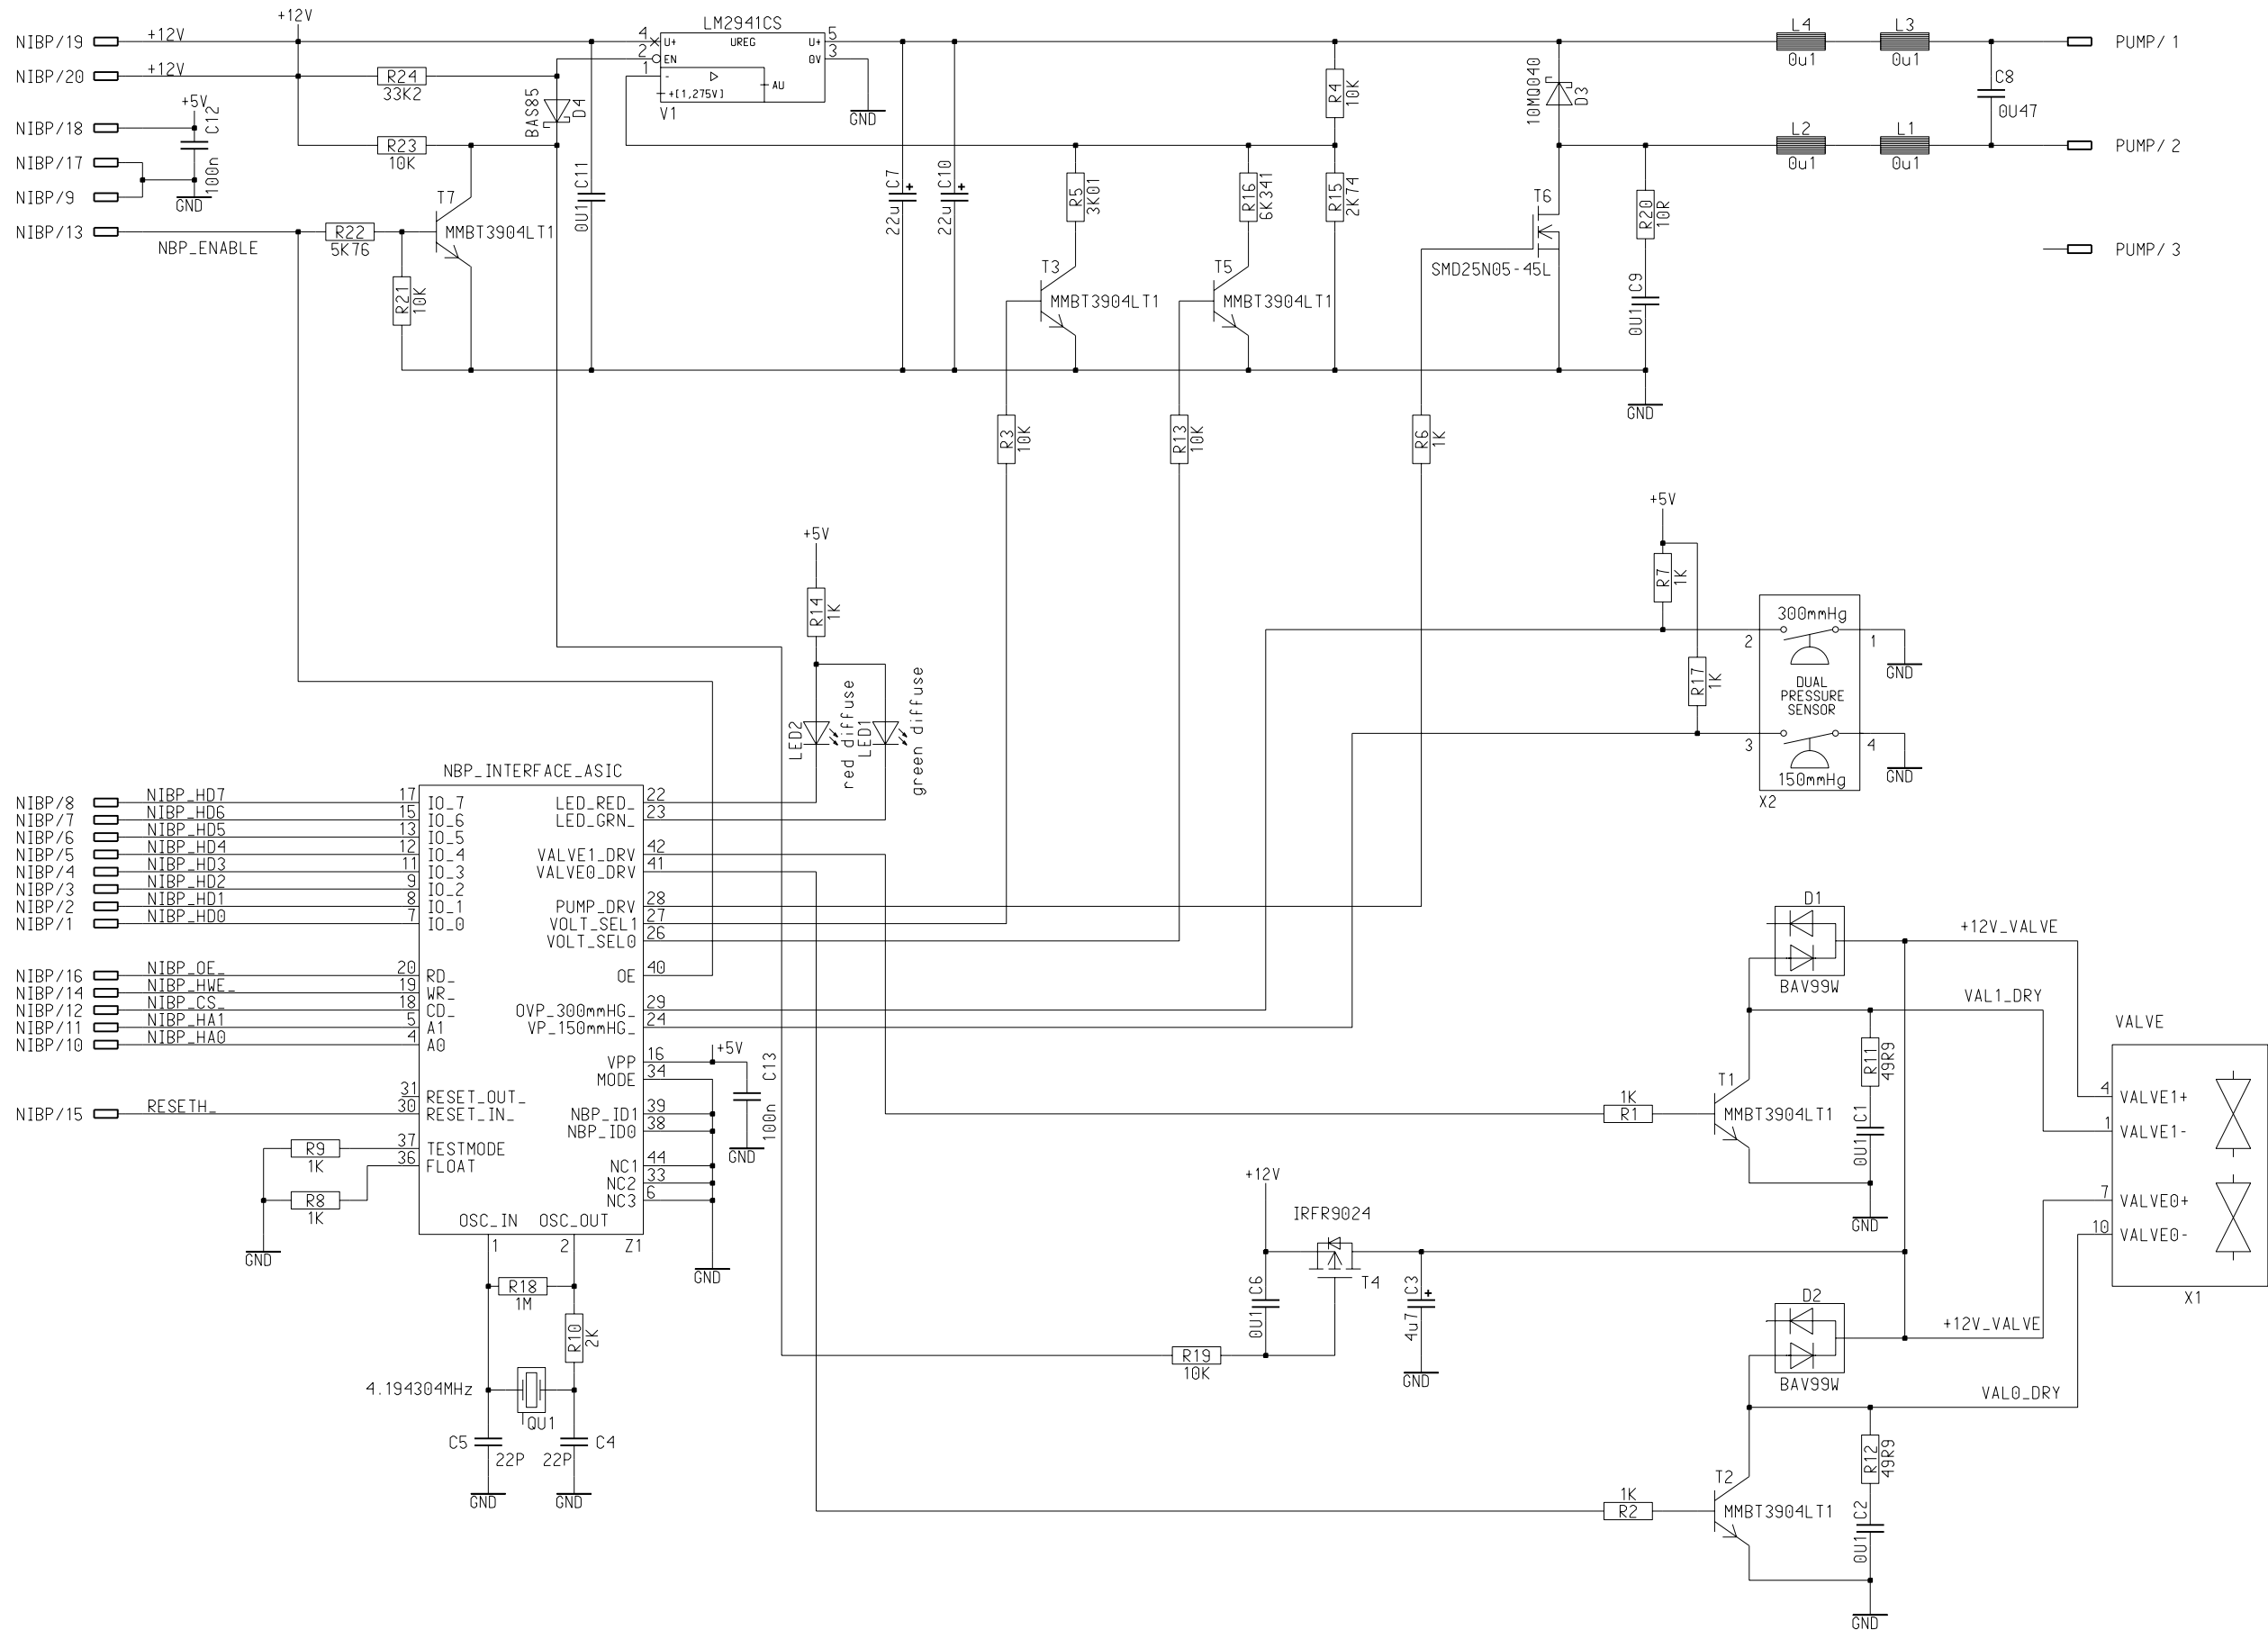 +12V
LM2941CS
NIBP/19
+12V
4
U+
UREG
U+
5
L4
L3
PUMP/ 1
2
EN
0V
3
0u1
0u1
NIBP/20
+12V
R24
33K2
1
-
AU
+[1,275V]
V1
GND
BAS85
D4
R4
10K
10MQ040
D3
C8
0U47
+5V
NIBP/18
C12
100n
L2
L1
0u1
0u1
PUMP/ 2
R23
10K
NIBP/17
NIBP/9
GND
C11
0U1
C7
22u
C10
22u
R5
3K01
R16
6K341
R15
2K74
T6
R20
10R
T7
NIBP/13
NBP_ENABLE
R22
5K76
MMBT3904LT1
PUMP/ 3
SMD25N05-45L
T3
T5
R21
10K
MMBT3904LT1
MMBT3904LT1
C9
0U1
GND
R3
10K
R13
10K
R6
1K
+5V
+5V
R7
1K
R14
1K
300mmHg
2
1
GND
R17
1K
DUAL
PRESSURE
SENSOR
LED2
red diffuse
LED1
green diffuse
3
4
150mmHg
GND
X2
NBP_INTERFACE_ASIC
NIBP/8
NIBP_HD7
17
IO_7
LED_RED_
22
NIBP/7
NIBP_HD6
15
IO_6
LED_GRN_
23
NIBP/6
NIBP_HD5
13
IO_5
NIBP/5
NIBP_HD4
12
IO_4
VALVE1_DRV
42
NIBP/4
NIBP_HD3
11
IO_3
VALVE0_DRV
41
NIBP/3
NIBP_HD2
9
IO_2
NIBP/2
NIBP_HD1
8
IO_1
PUMP_DRV
28
NIBP/1
NIBP_HD0
7
IO_0
VOLT_SEL1
27
VOLT_SEL0
26
D1
BAV99W
+12V_VALVE
NIBP/16
NIBP_OE_
20
RD_
OE
40
NIBP/14
NIBP_HWE_
19
WR_
NIBP/12
NIBP_CS_
18
CD_
OVP_300mmHG_
29
VAL1_DRY
NIBP/11
NIBP_HA1
5
A1
VP_150mmHG_
24
VALVE
NIBP/10
NIBP_HA0
4
A0
VPP
16
+5V
C13
100n
MODE
34
R11
49R9
31
RESET_OUT_
1K
R1
T1
MMBT3904LT1
4
VALVE1+
NIBP/15
RESETH_
30
RESET_IN_
NBP_ID1
39
NBP_ID0
38
C1
0U1
1
VALVE1-
R9
1K
37
TESTMODE
36
FLOAT
GND
NC1
44
NC2
33
NC3
6
R8
1K
+12V
7
VALVE0+
IRFR9024
GND
OSC_IN
OSC_OUT
10
VALVE0-
1
2
Z1
GND
GND
T4
X1
R18
1M
C6
0U1
C3
4u7
D2
BAV99W
+12V_VALVE
R10
2K
R19
10K
GND
4.194304MHz
QU1
VAL0_DRY
C5
22P
22P
C4
R12
49R9
T2
GND
GND
1K
R2
MMBT3904LT1
C2
0U1
GND